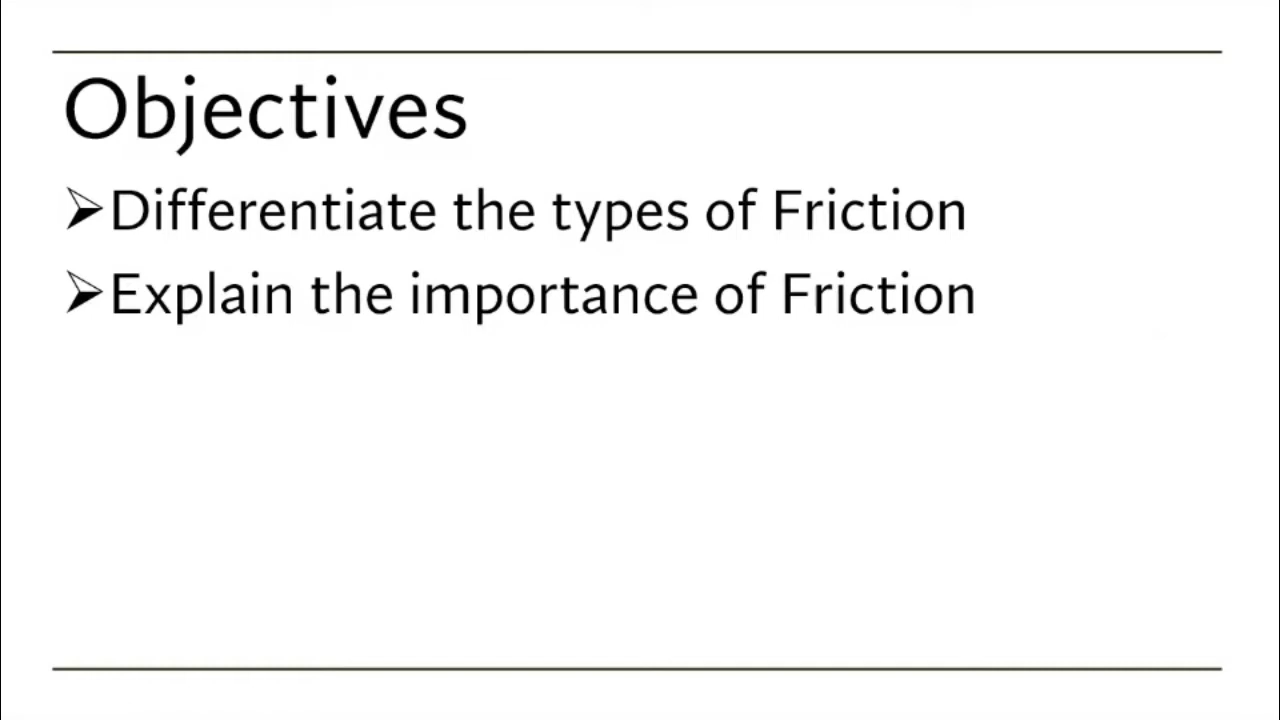 Objectives
➢Differentiate the types of Friction
➢Explain the importance of Friction